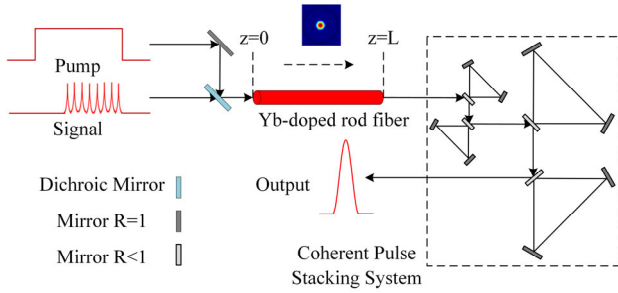 z=0
z=L
Pump
Signal
Yb-doped rod fiber
Dichroic Mirror
Output
Mirror R=1
Mirror R<1
Coherent Pulse
Stacking System